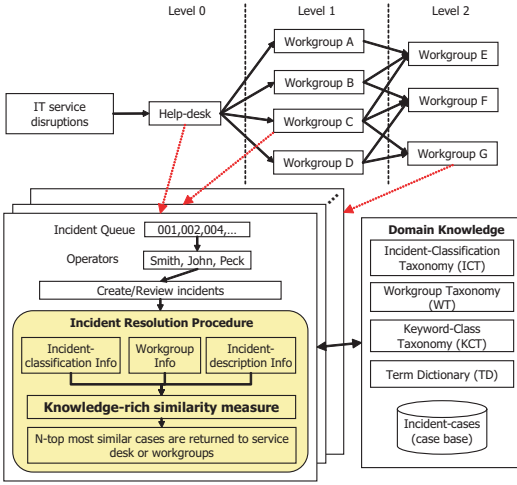 Level 0
Level 1
Level 2
Workgroup A
Workgroup B
Workgroup C
Workgroup D
Workgroup E
Workgroup F
Workgroup G
IT service
disruptions
Help-desk
Incident Queue
001,002,004,...
Operators
Smith, John, Peck
Create/Review incidents
Incident Resolution Procedure
Incident-
classification Info
Workgroup
Info
Incident-
description Info
Knowledge-rich similarity measure
N-top most similar cases are returned to service
desk or workgroups
Domain Knowledge
Incident-Classification
Taxonomy (ICT)
Workgroup Taxonomy
(WT)
Keyword-Class
Taxonomy (KCT)
Term Dictionary (TD)
Incident-cases
(case base)